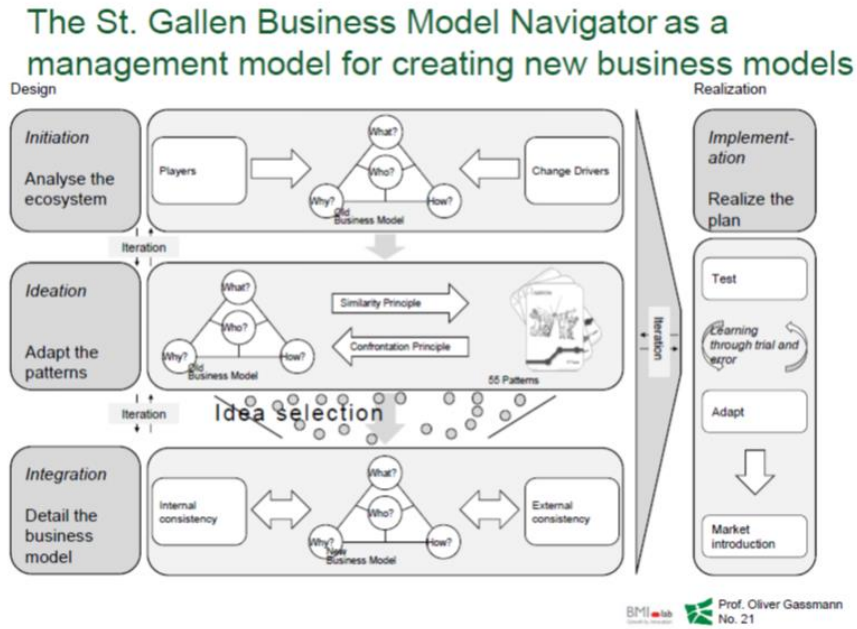 The St. Gallen Business Model Navigator as a
management model for creating new business models
Design
Realization
Initiation
Analyse the
ecosystem
Players
What?
Who?
Why?
How?
Old
Business Model
Change Drivers
Implement-
ation
Realize the
plan
Iteration
Ideation
Adapt the
patterns
What?
Who?
Why?
How?
Old
Business Model
Similarity Principle
Confrontation Principle
55 Patterns
Iteration
Test
Learning
through trial and
error
Adapt
Market
introduction
Iteration
Idea selection
Integration
Detail the
business
model
Internal
consistency
What?
Who?
Why?
How?
New
Business Model
External
consistency
BMI lab
Prof. Oliver Gassmann
No. 21